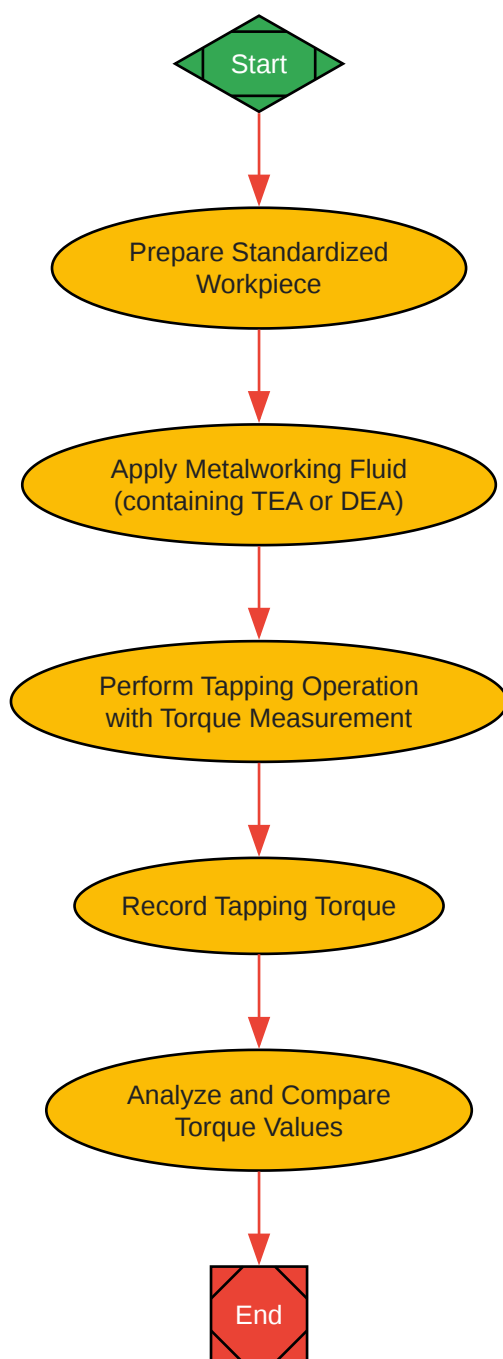 Start
Prepare Standardized
Workpiece
Apply Metalworking Fluid
(containing TEA or DEA)
Perform Tapping Operation
with Torque Measurement
Record Tapping Torque
Analyze and Compare
Torque Values
End